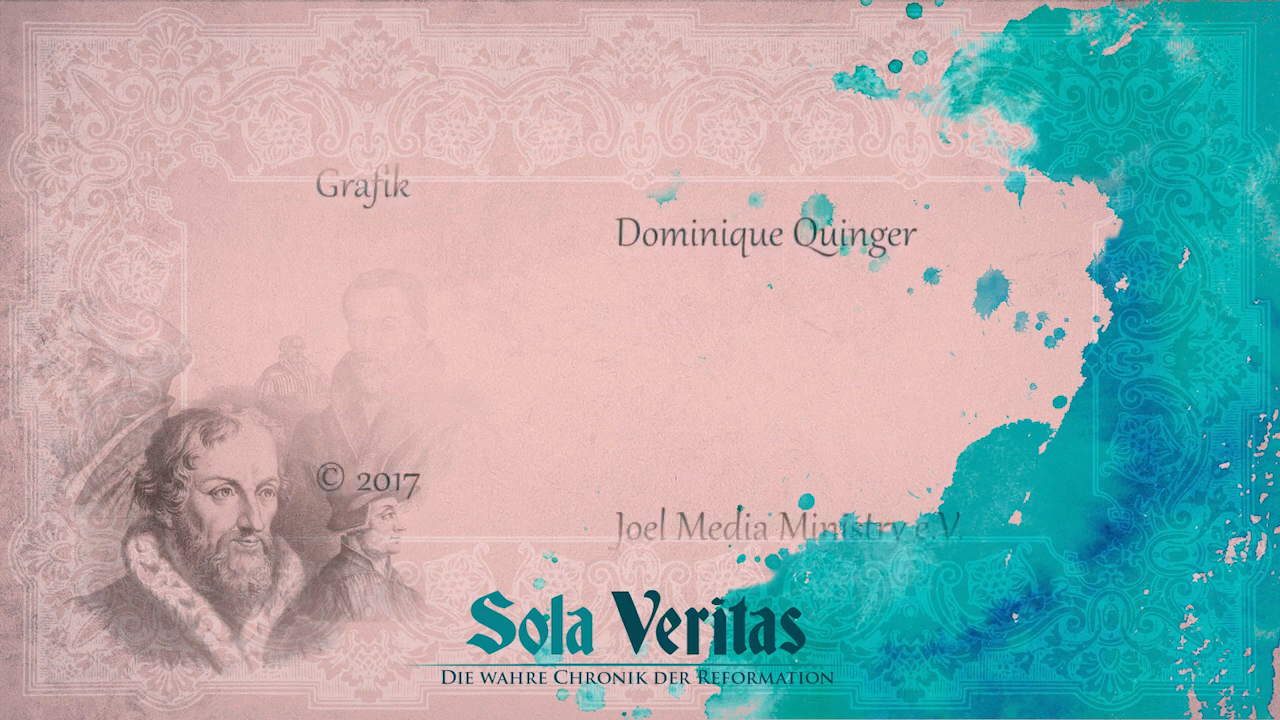 Grafik
Dominique Quinger
© 2017
Joel Media Ministry e.V.
Sola Veritas
Die wahre Chronik der Reformation